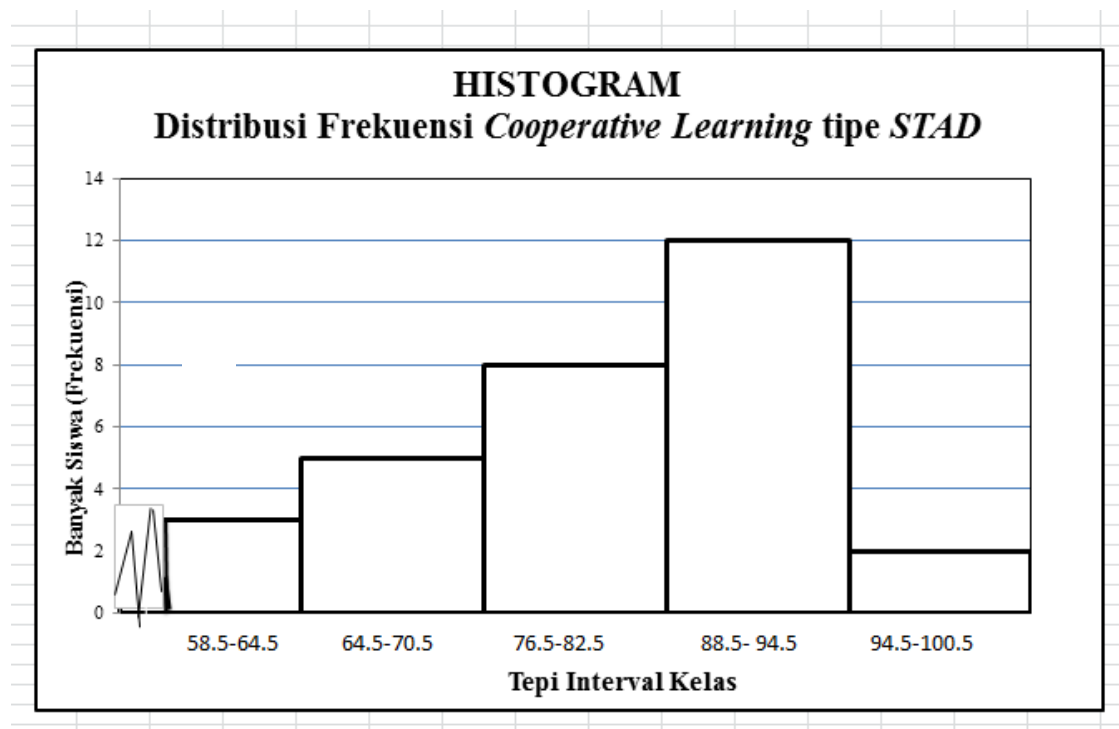 HISTOGRAM
Distribusi Frekuensi Cooperative Learning tipe STAD
Banyak Siswa (Frekuensi)
14
12
10
8
6
4
2
0
58.5-64.5 64.5-70.5 76.5-82.5 88.5- 94.5 94.5-100.5
Tepi Interval Kelas